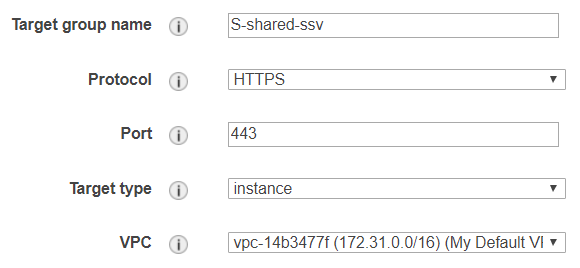 Target group name i S-shared-ssv
Protocol i HTTPS
Port i 443
Target type i instance
VPC i vpc-14b3477f (172.31.0.0/16) (My Default VI